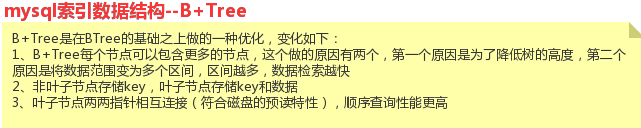 mysql索引数据结构--B+Tree
B+Tree是在BTree的基础之上做的一种优化，变化如下：
1、B+Tree每个节点可以包含更多的节点，这个做的原因有两个，第一个原因是为了降低树的高度，第二个
原因是将数据范围变为多个区间，区间越多，数据检索越快
2、非叶子节点存储key，叶子节点存储key和数据
3、叶子节点两两指针相互连接（符合磁盘的预读特性），顺序查询性能更高